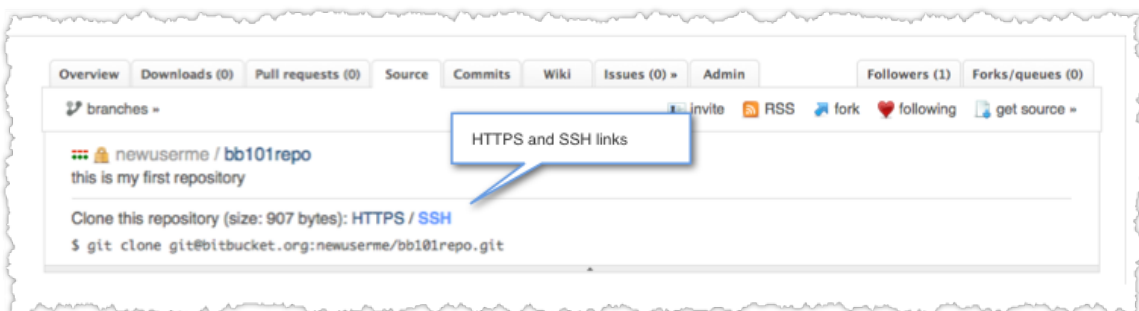 Overview Downloads (0) Pull requests (0) Source Commits Wiki Issues (0) » Admin Followers (1) Forks/queues (0)
branches » invite RSS fork following get source »
HTTPS and SSH links
newuserme / bb101repo
this is my first repository
Clone this repository (size: 907 bytes): HTTPS / SSH
$ git clone git@bitbucket.org:newuserme/bb101repo.git